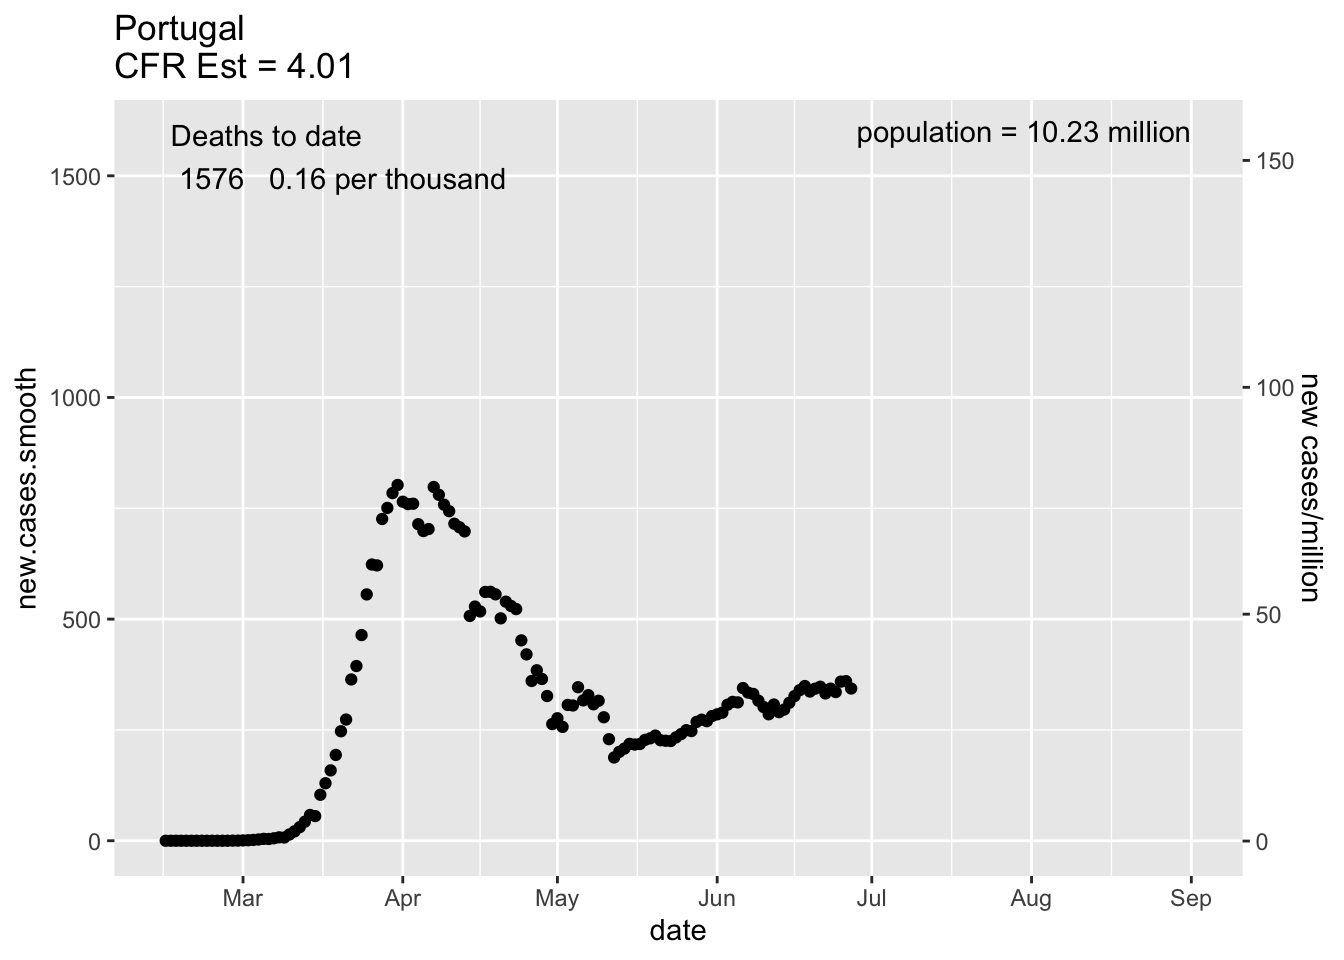 Portugal
CFR Est = 4.01
Deaths to date
1576 0.16 per thousand
population = 10.23 million
1500
1000
500
0
new.cases.smooth
150
100
50
0
new cases/million
Mar Apr May Jun Jul Aug Sep
date